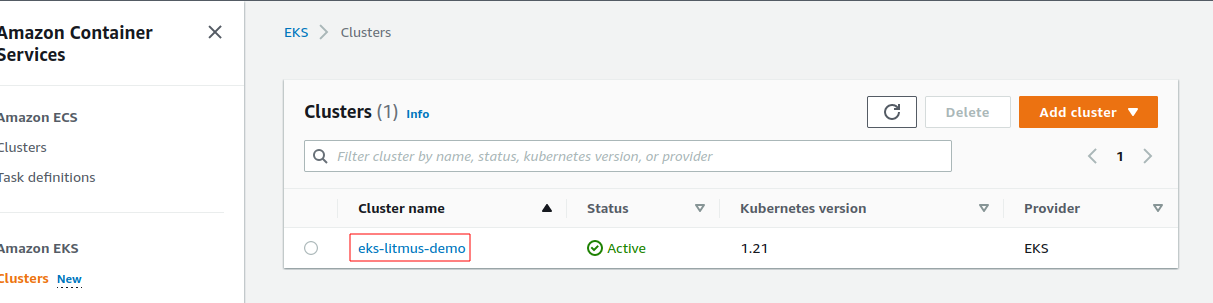 Amazon Container
Services
Amazon ECS
Clusters
Task definitions
Amazon EKS
Clusters New
EKS Clusters
Clusters (1) Info
Delete
Add cluster
Filter cluster by name, status, kubernetes version, or provider
1
Cluster name Status Kubernetes version Provider
eks-litmus-demo Active 1.21 EKS